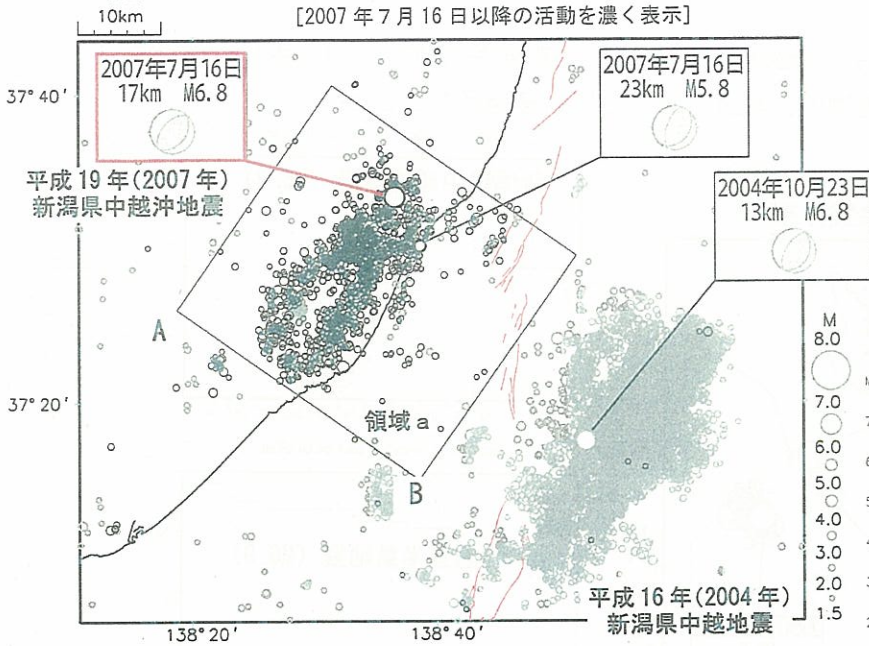 10km
[2007年7月16日以降の活動を濃く表示]
2007年7月16日
17km M6.8
2007年7月16日
23km M5.8
2004年10月23日
13km M6.8
37°40′
平成19年(2007年)
新潟県中越沖地震
A
37°20′
領域a
B
M
8.0
7.0
6.0
5.0
4.0
3.0
2.0
1.5
平成16年(2004年)
新潟県中越地震
138°20′
138°40′